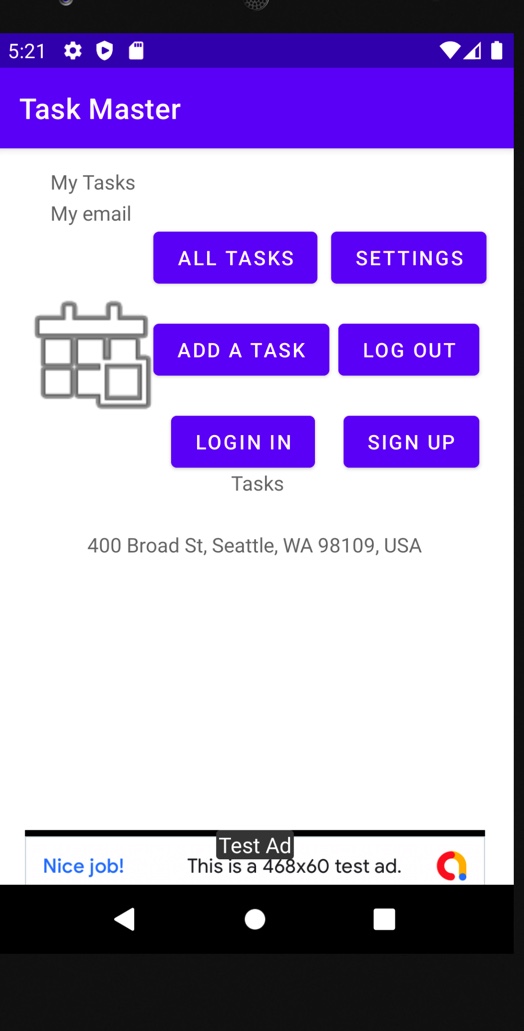 5:21
Task Master
My Tasks
My email
ALL TASKS SETTINGS
ADD A TASK LOG OUT
LOGIN IN SIGN UP
Tasks
400 Broad St, Seattle, WA 98109, USA
Test Ad
Nice job! This is a 468x60 test ad.